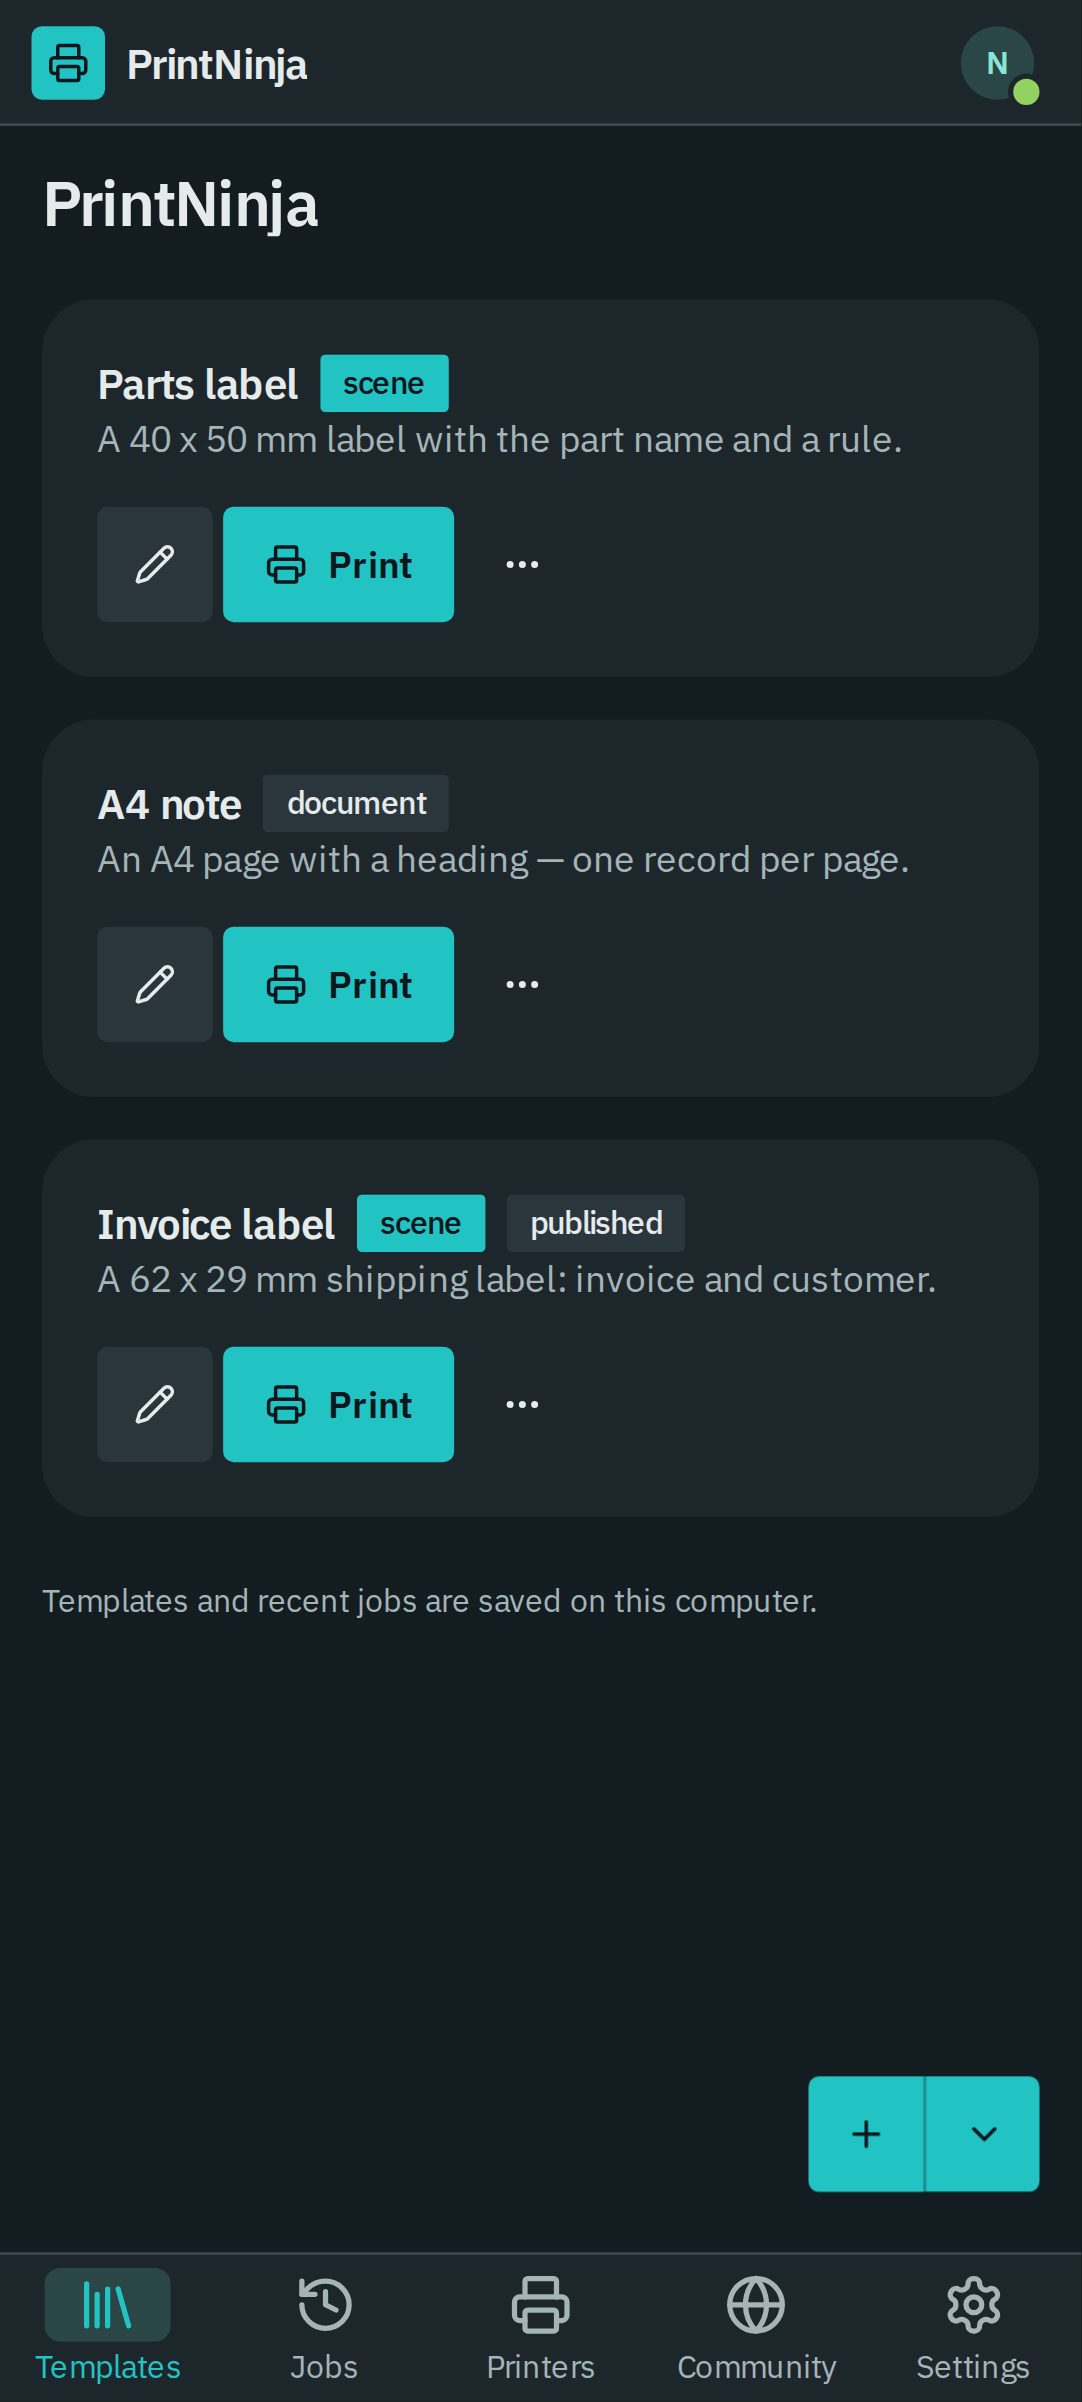 PrintNinja
N
PrintNinja
Parts label scene
A 40 x 50 mm label with the part name and a rule.
Print
A4 note document
An A4 page with a heading — one record per page.
Print
Invoice label scene published
A 62 x 29 mm shipping label: invoice and customer.
Print
Templates and recent jobs are saved on this computer.
Templates Jobs Printers Community Settings